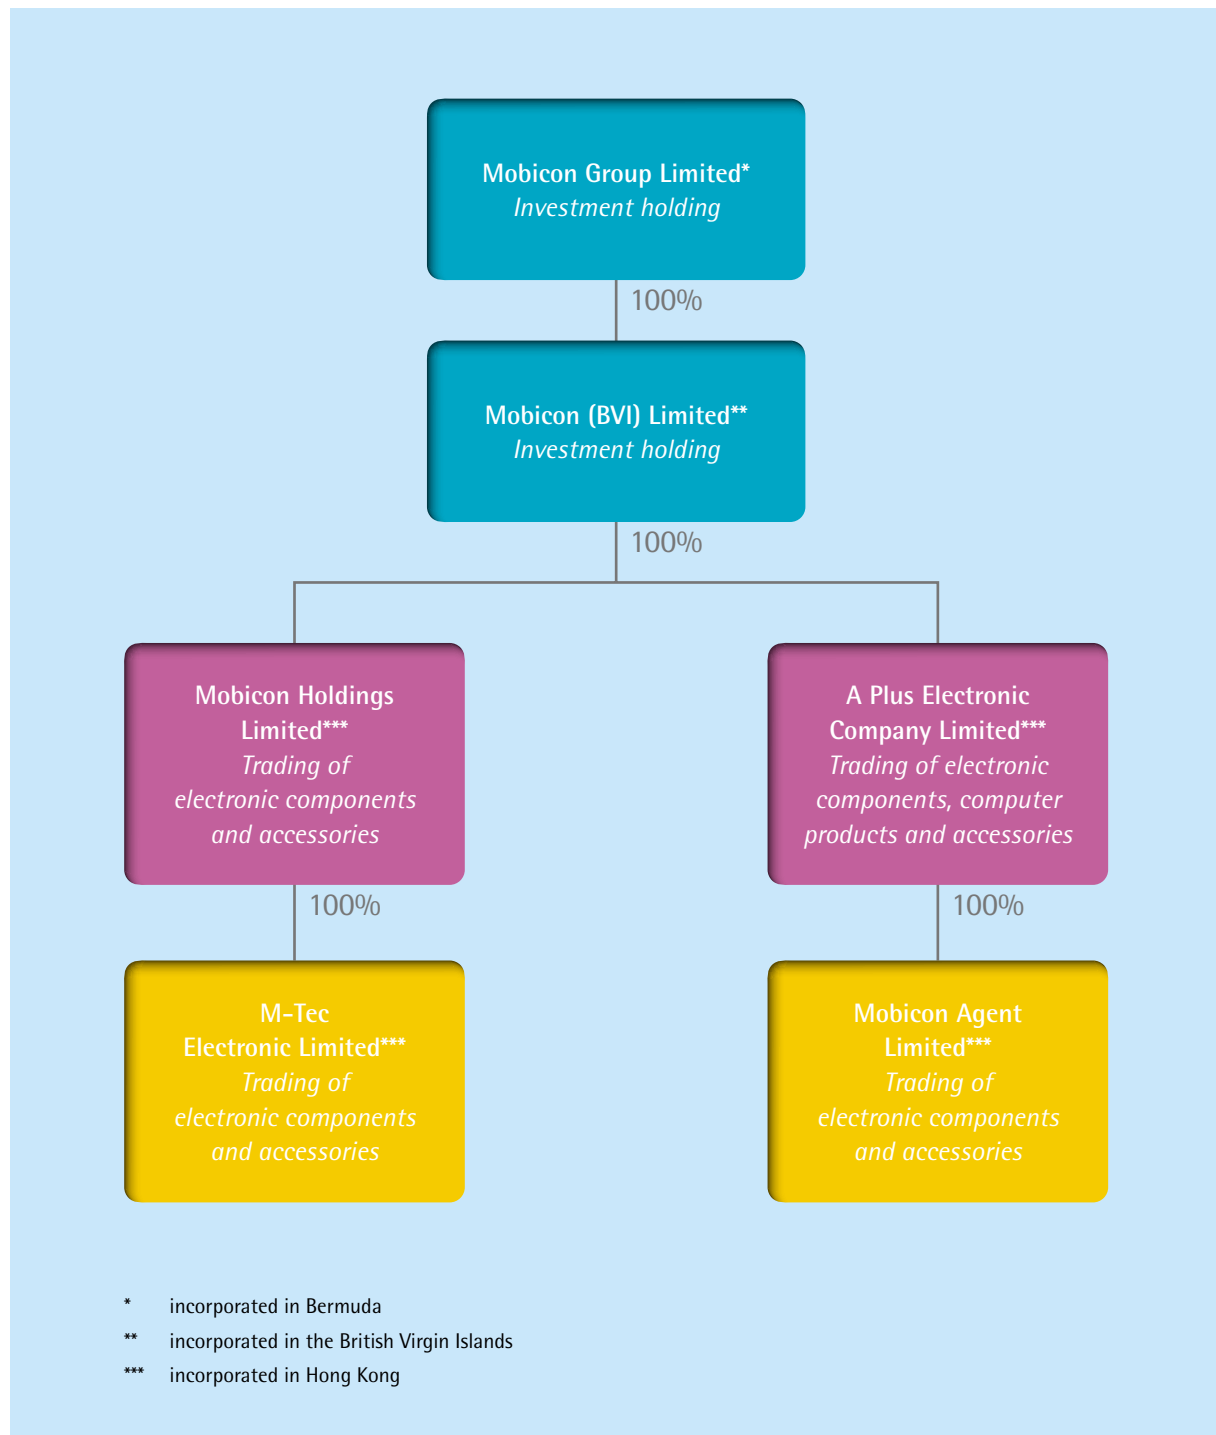 Mobicon Group Limited*
Investment holding
100%
Mobicon (BVI) Limited**
Investment holding
100%
Mobicon Holdings
Limited***
Trading of
electronic components
and accessories
A Plus Electronic
Company Limited***
Trading of electronic
components, computer
products and accessories
100%
100%
M-Tec
Electronic Limited***
Trading of
electronic components
and accessories
Mobicon Agent
Limited***
Trading of
electronic components
and accessories
* incorporated in Bermuda
** incorporated in the British Virgin Islands
*** incorporated in Hong Kong